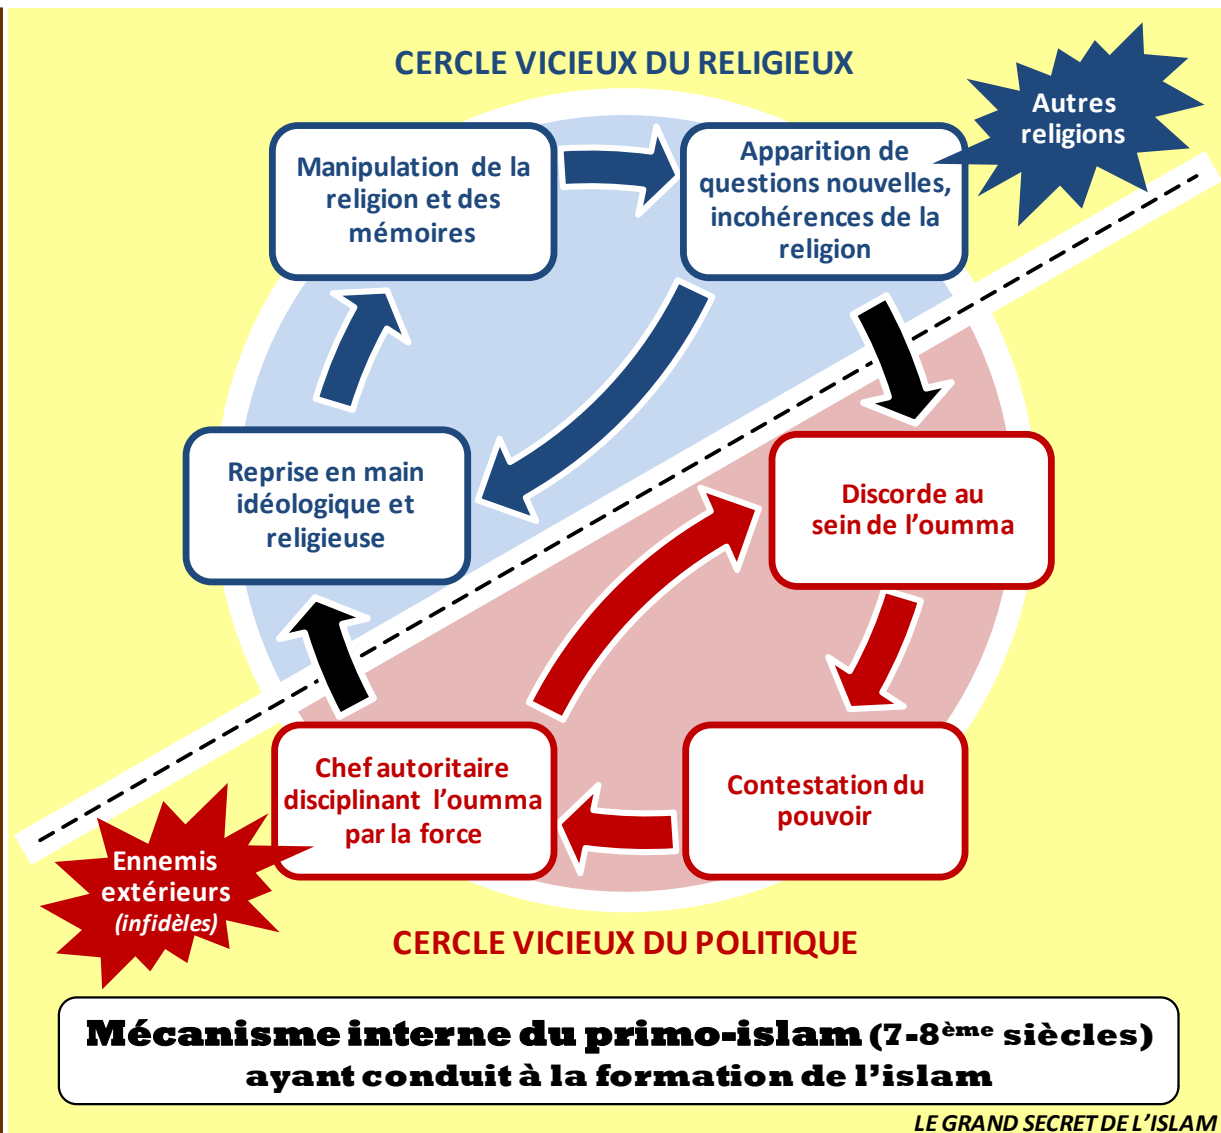 CERCLE VICIEUX DU RELIGIEUX
Autres
religions
Manipulation de la
religion et des
mémoires
Apparition de
questions nouvelles,
incohérences de la
religion
Reprise en main
idéologique et
religieuse
Discorde au
sein de l’oumma
Chef autoritaire
disciplinant l’oumma
par la force
Contestation du
pouvoir
Ennemis
extérieurs
(infidèles)
CERCLE VICIEUX DU POLITIQUE
Mécanisme interne du primo-islam (7-8ème siècles)
ayant conduit à la formation de l’islam
LE GRAND SECRET DE L’ISLAM